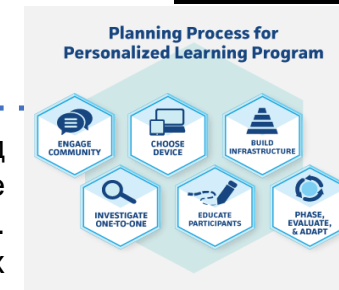 Planning Process for
Personalized Learning Program
ENGAGE
COMMUNITY
CHOOSE
DEVICE
BUILD
INFRASTRUCTURE
INVESTIGATE
ONE-TO-ONE
EDUCATE
PARTICIPANTS
PHASE,
EVALUATE,
& ADAPT